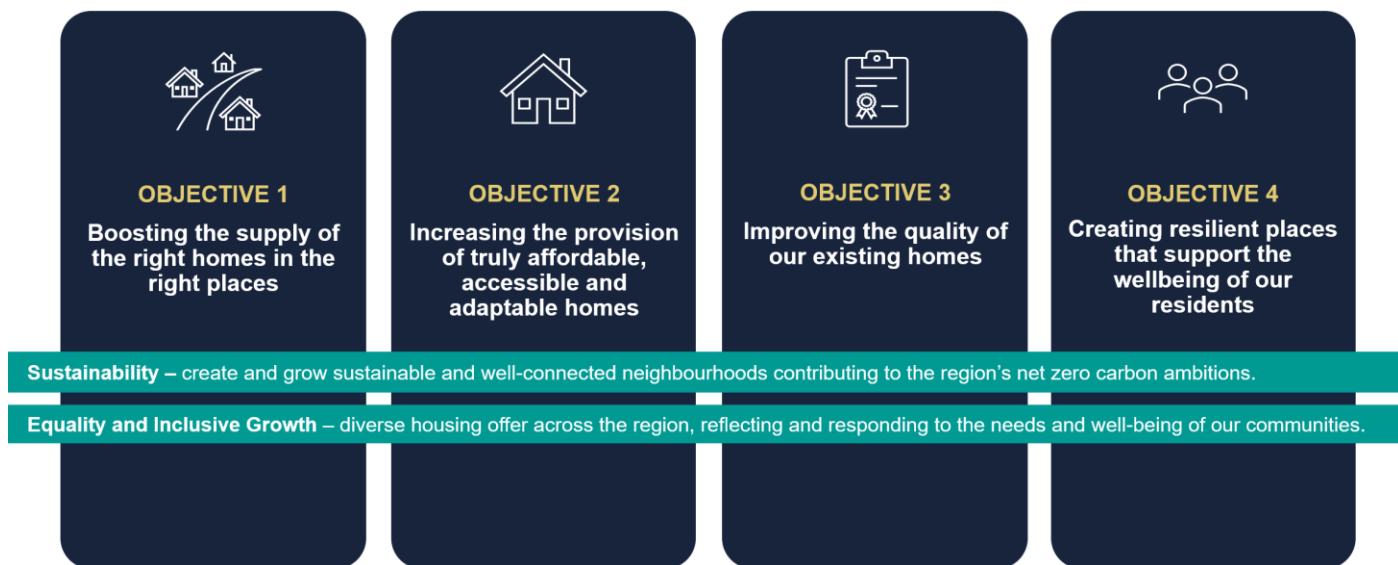 OBJECTIVE 1
Boosting the supply of
the right homes in the
right places
OBJECTIVE 2
Increasing the provision
of truly affordable,
accessible and
adaptable homes
OBJECTIVE 3
Improving the quality of
our existing homes
OBJECTIVE 4
Creating resilient places
that support the
wellbeing of our
residents
Sustainability – create and grow sustainable and well-connected neighbourhoods contributing to the region's net zero carbon ambitions.
Equality and Inclusive Growth – diverse housing offer across the region, reflecting and responding to the needs and well-being of our communities.